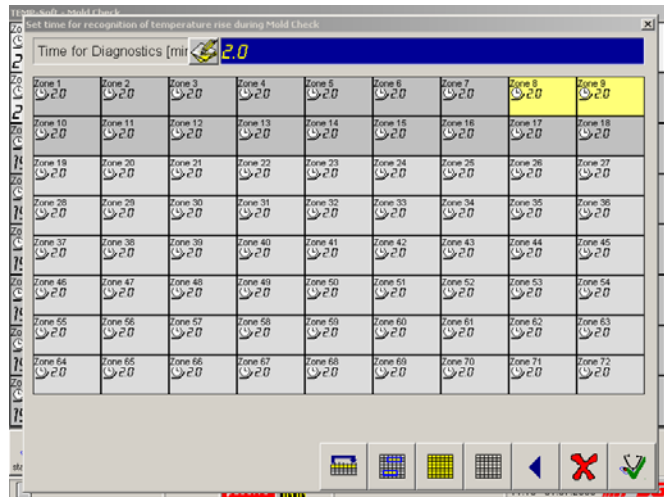 TEMP-Soft - Mold Check
Set time for recognition of temperature rise during Mold Check
Time for Diagnostics [min 2.0
Zone 1 Zone 2 Zone 3 Zone 4 Zone 5 Zone 6 Zone 7 Zone 8 Zone 9
2.0 2.0 2.0 2.0 2.0 2.0 2.0 2.0 2.0
Zone 10 Zone 11 Zone 12 Zone 13 Zone 14 Zone 15 Zone 16 Zone 17 Zone 18
2.0 2.0 2.0 2.0 2.0 2.0 2.0 2.0 2.0
Zone 19 Zone 20 Zone 21 Zone 22 Zone 23 Zone 24 Zone 25 Zone 26 Zone 27
2.0 2.0 2.0 2.0 2.0 2.0 2.0 2.0 2.0
Zone 28 Zone 29 Zone 30 Zone 31 Zone 32 Zone 33 Zone 34 Zone 35 Zone 36
2.0 2.0 2.0 2.0 2.0 2.0 2.0 2.0 2.0
Zone 37 Zone 38 Zone 39 Zone 40 Zone 41 Zone 42 Zone 43 Zone 44 Zone 45
2.0 2.0 2.0 2.0 2.0 2.0 2.0 2.0 2.0
Zone 46 Zone 47 Zone 48 Zone 49 Zone 50 Zone 51 Zone 52 Zone 53 Zone 54
2.0 2.0 2.0 2.0 2.0 2.0 2.0 2.0 2.0
Zone 55 Zone 56 Zone 57 Zone 58 Zone 59 Zone 60 Zone 61 Zone 62 Zone 63
2.0 2.0 2.0 2.0 2.0 2.0 2.0 2.0 2.0
Zone 64 Zone 65 Zone 66 Zone 67 Zone 68 Zone 69 Zone 70 Zone 71 Zone 72
2.0 2.0 2.0 2.0 2.0 2.0 2.0 2.0 2.0